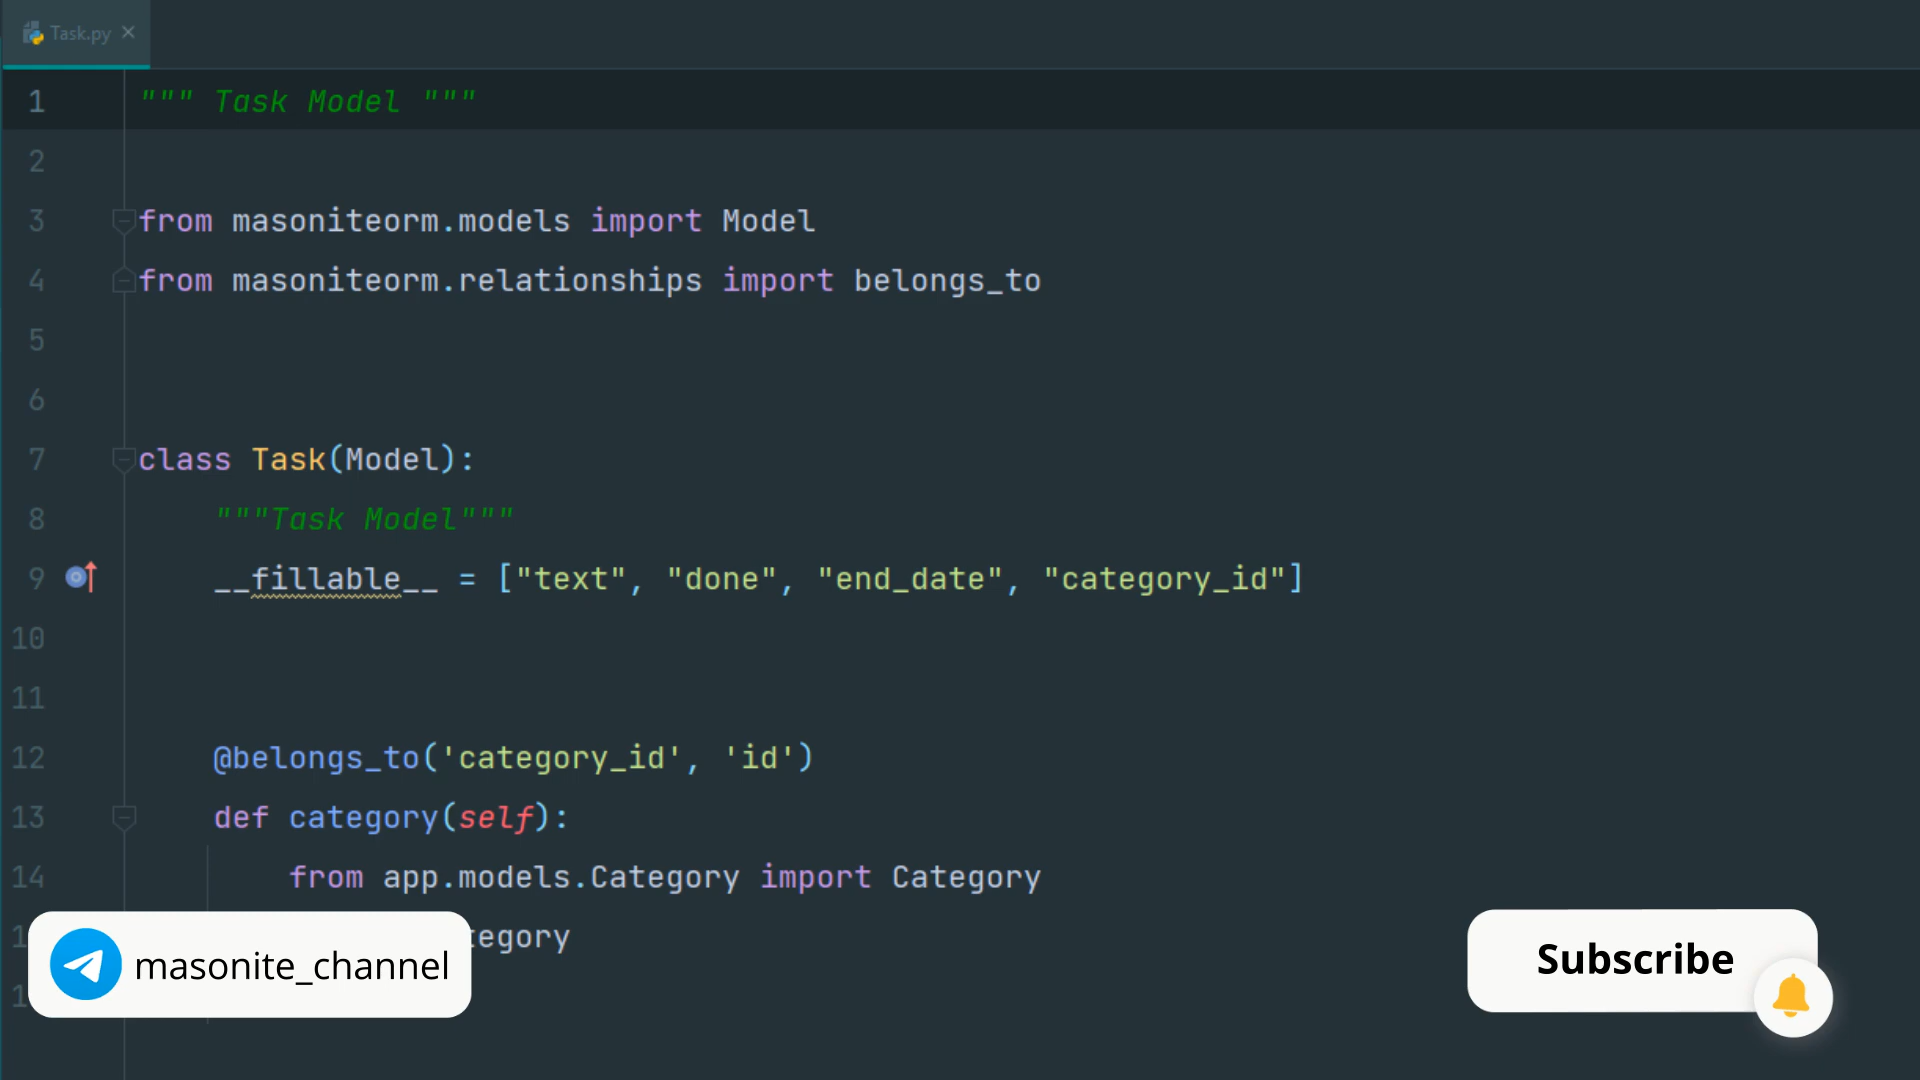 Task.py
1 """ Task Model """
2
3 from masoniteorm.models import Model
4 from masoniteorm.relationships import belongs_to
5
6
7 class Task(Model):
8 """Task Model"""
9 __fillable__ = ["text", "done", "end_date", "category_id"]
10
11
12 @belongs_to('category_id', 'id')
13 def category(self):
14 from app.models.Category import Category
masonite_channel
Subscribe